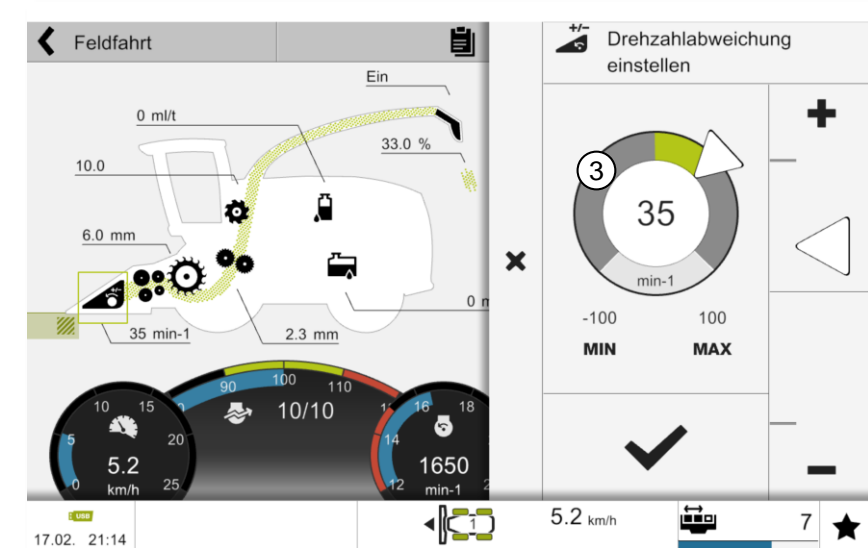 Feldfahrt
Ein
0 ml/t
33.0 %
10.0
6.0 mm
35 min-1
2.3 mm
90
100
110
10/10
10
15
5
20
0
25
5.2
km/h
16
18
14
12
1650
min-1
+/–
Drehzahlabweichung
einstellen
3
35
min-1
-100
100
MIN
MAX
USB
17.02. 21:14
1
5.2 km/h
7